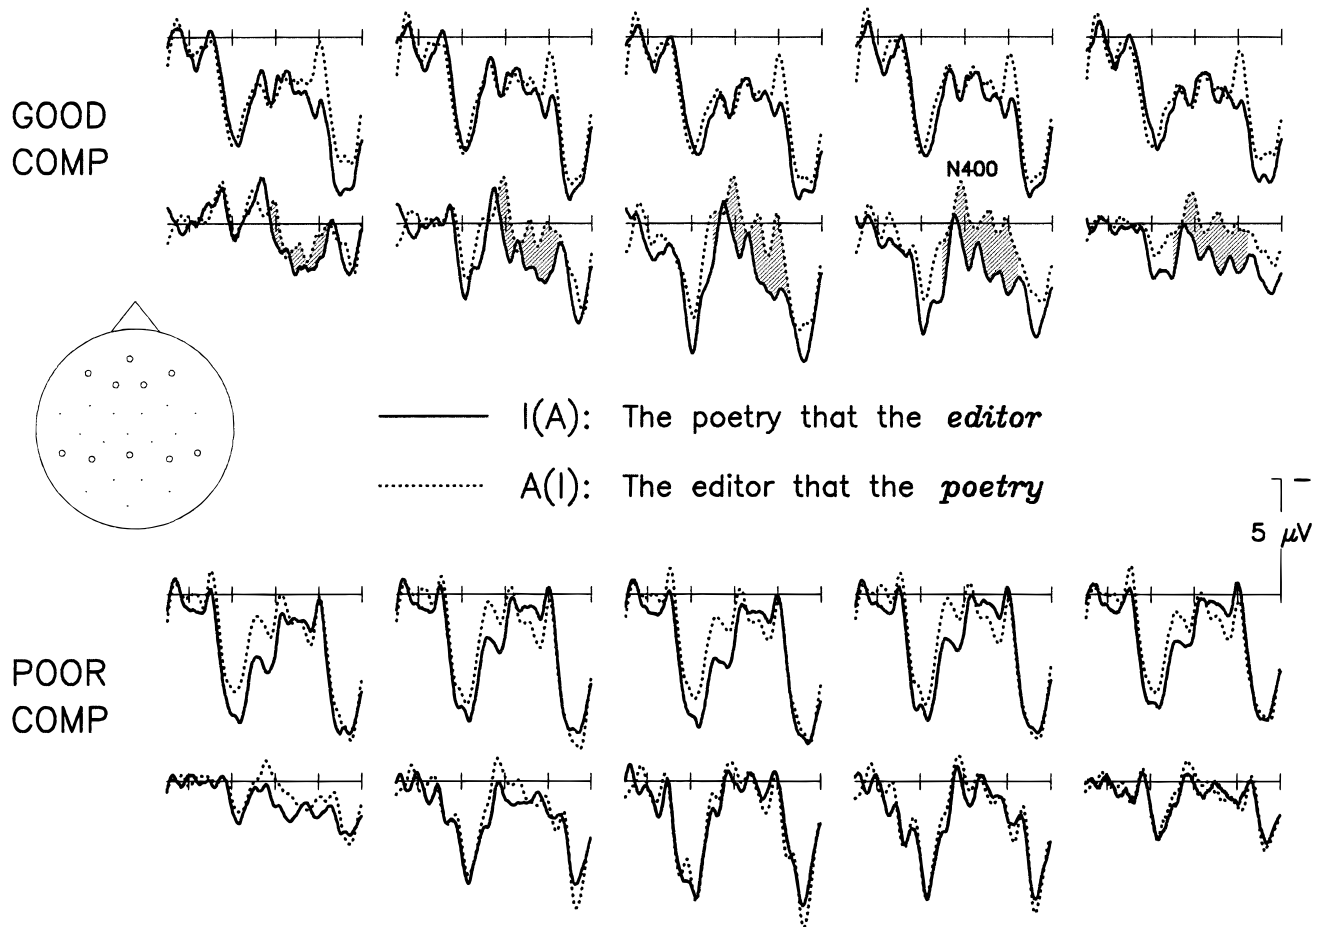 GOOD
COMP
N400
I(A): The poetry that the editor
A(I): The editor that the poetry
−
5 μV
POOR
COMP